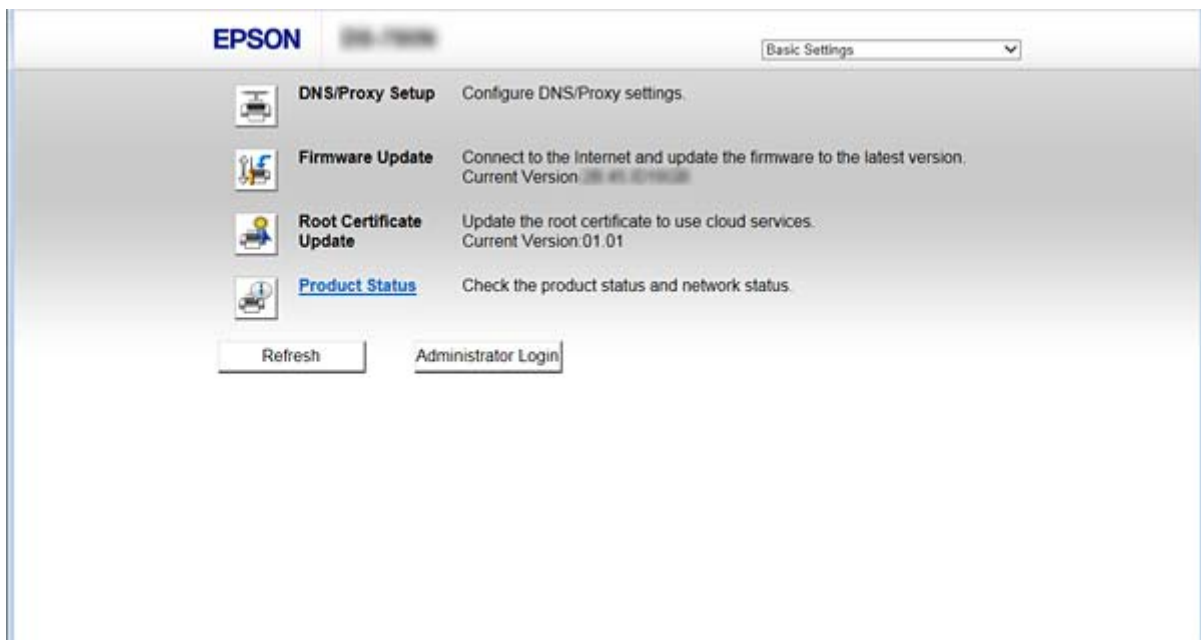 EPSON
Basic Settings
DNS/Proxy Setup Configure DNS/Proxy settings.
Firmware Update Connect to the Internet and update the firmware to the latest version.
Current Version:
Root Certificate Update the root certificate to use cloud services.
Update Current Version:01.01
Product Status Check the product status and network status.
Refresh Administrator Login